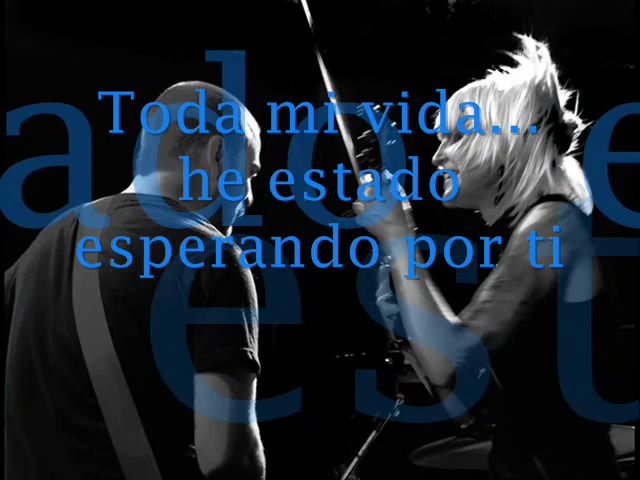 Toda mi vida...
he estado
esperando por ti